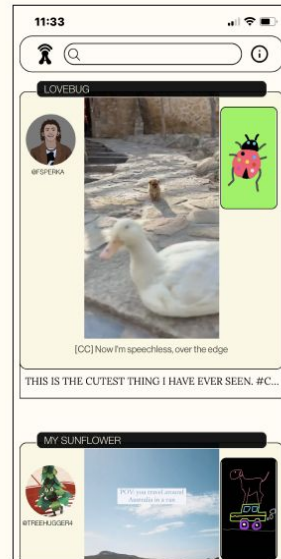 11:33
LOVEBUG
@FSPERKA
[CC] Now I'm speechless, over the edge
THIS IS THE CUTEST THING I HAVE EVER SEEN. #C...
MY SUNFLOWER
POV: you travel around
Australia in a van
@TREEHUGGER4